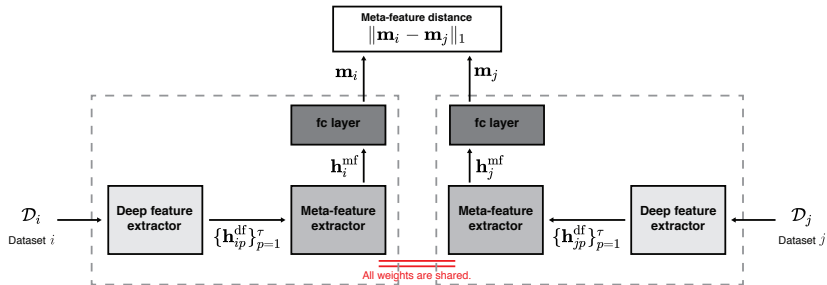 Meta-feature distance
‖m_i − m_j‖_1
m_i
m_j
fc layer
fc layer
h_i^mf
h_j^mf
Deep feature
extractor
Meta-feature
extractor
Meta-feature
extractor
Deep feature
extractor
𝒟_i
Dataset i
{h_ip^df}_{p=1}^τ
{h_jp^df}_{p=1}^τ
𝒟_j
Dataset j
All weights are shared.